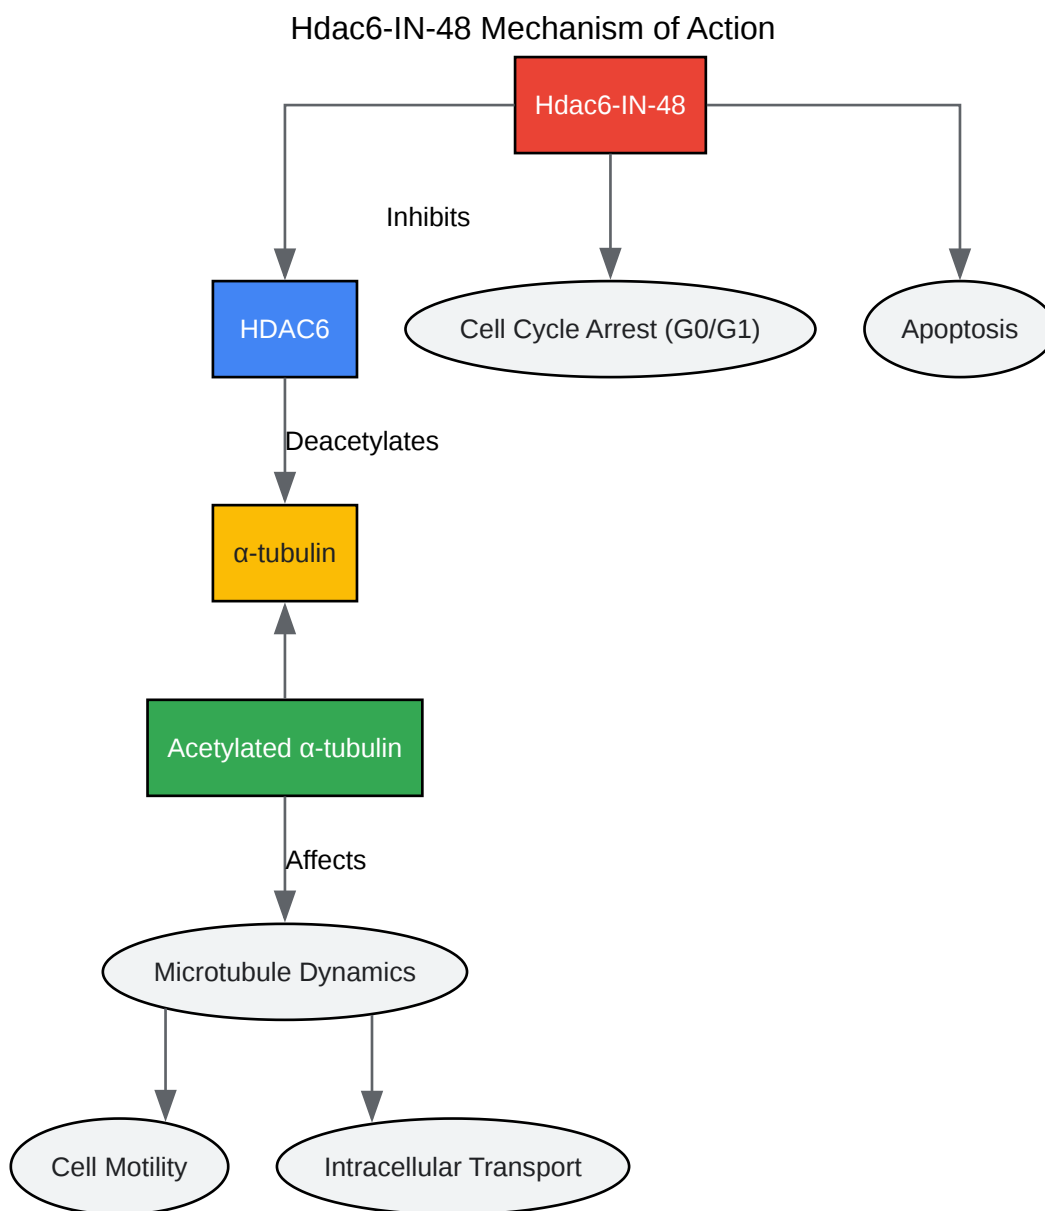 Hdac6-IN-48 Mechanism of Action
Hdac6-IN-48
Inhibits
HDAC6
Cell Cycle Arrest (G0/G1)
Apoptosis
Deacetylates
α-tubulin
Acetylated α-tubulin
Affects
Microtubule Dynamics
Cell Motility
Intracellular Transport